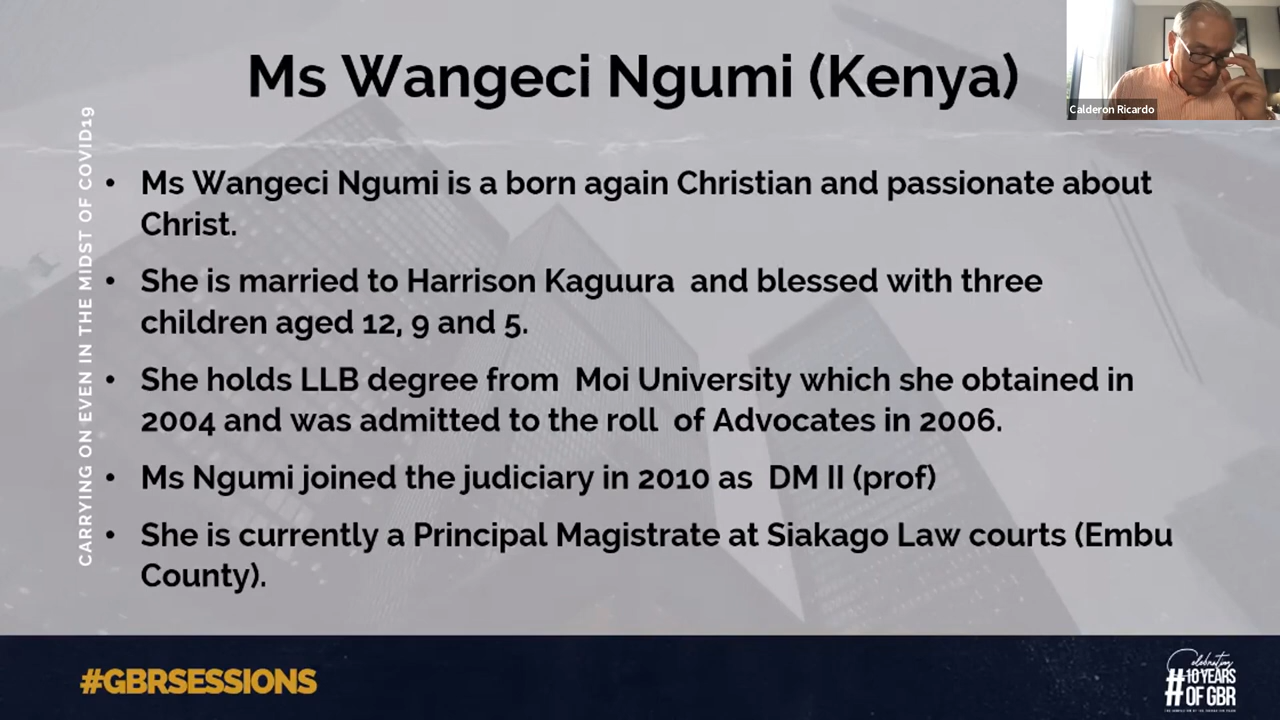 Ms Wangeci Ngumi (Kenya)
Calderon Ricardo
CARRYING ON EVEN IN THE MIDST OF COVID19
• Ms Wangeci Ngumi is a born again Christian and passionate about
Christ.
• She is married to Harrison Kaguura and blessed with three
children aged 12, 9 and 5.
• She holds LLB degree from Moi University which she obtained in
2004 and was admitted to the roll of Advocates in 2006.
• Ms Ngumi joined the judiciary in 2010 as DM II (prof)
• She is currently a Principal Magistrate at Siakago Law courts (Embu
County).
#GBRSESSIONS
Celebrating
#10 YEARS
OF GBR